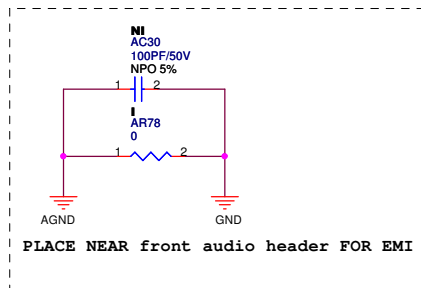 NI
AC30
100PF/50V
NPO 5%
1 2
I
AR78
0
1 2
AGND GND
PLACE NEAR front audio header FOR EMI